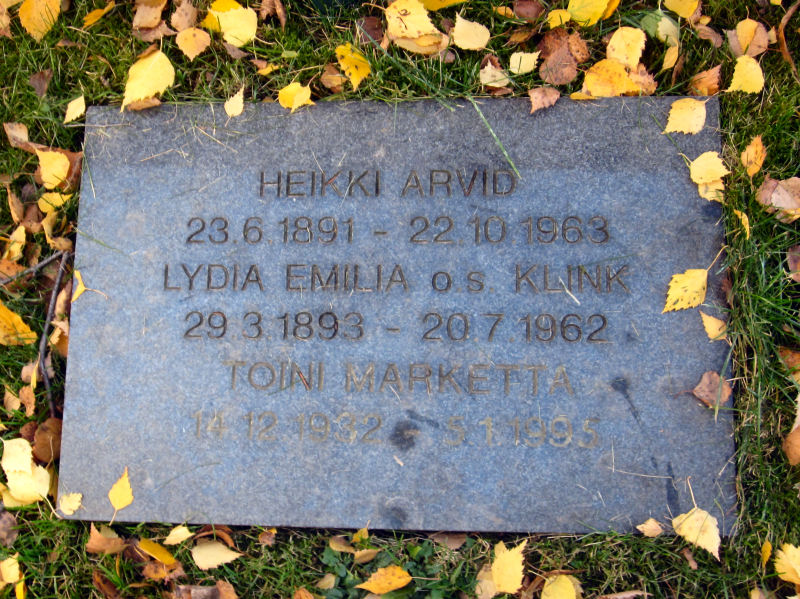 HEIKKI ARVID
23.6.1891 - 22.10.1963
LYDIA EMILIA o.s. KLINK
29.3.1893 - 20.7.1962
TOINI MARKETTA
14.12.1932 - 5.1.1995